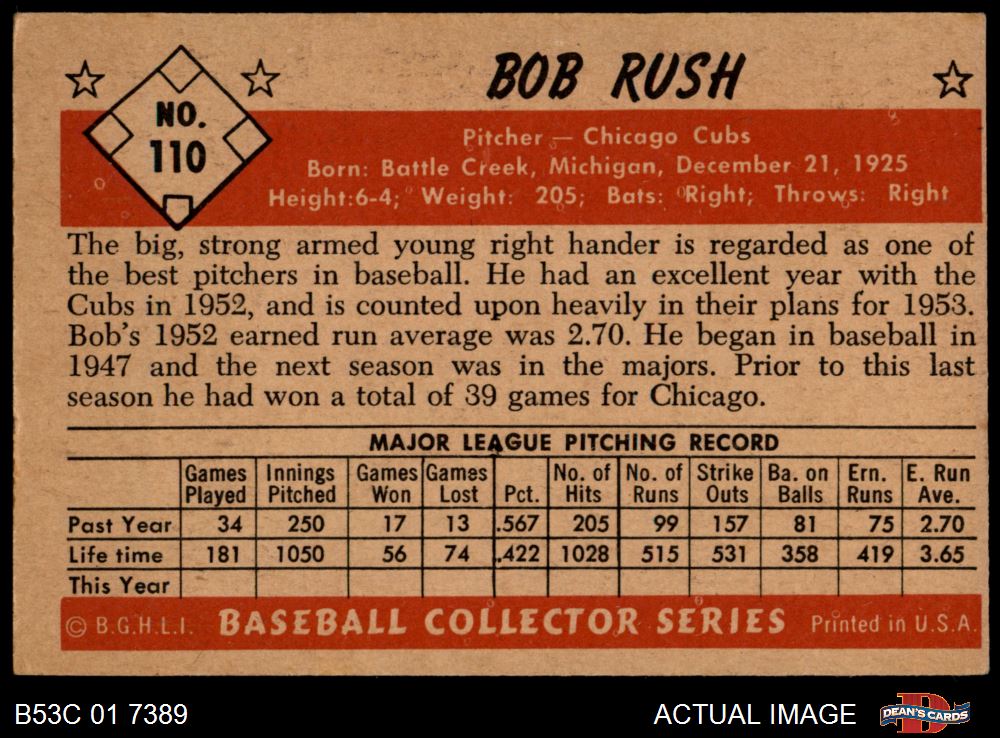 NO.
110
BOB RUSH
Pitcher — Chicago Cubs
Born: Battle Creek, Michigan, December 21, 1925
Height:6-4; Weight: 205; Bats: Right; Throws: Right
The big, strong armed young right hander is regarded as one of
the best pitchers in baseball. He had an excellent year with the
Cubs in 1952, and is counted upon heavily in their plans for 1953.
Bob's 1952 earned run average was 2.70. He began in baseball in
1947 and the next season was in the majors. Prior to this last
season he had won a total of 39 games for Chicago.
MAJOR LEAGUE PITCHING RECORD
Games Innings Games Games No. of No. of Strike Ba. on Ern. E. Run
Played Pitched Won Lost Pct. Hits Runs Outs Balls Runs Ave.
Past Year 34 250 17 13 .567 205 99 157 81 75 2.70
Life time 181 1050 56 74 .422 1028 515 531 358 419 3.65
This Year
© B.G.H.L.I. BASEBALL COLLECTOR SERIES Printed in U.S.A.
B53C 01 7389 ACTUAL IMAGE D DEAN'S CARDS